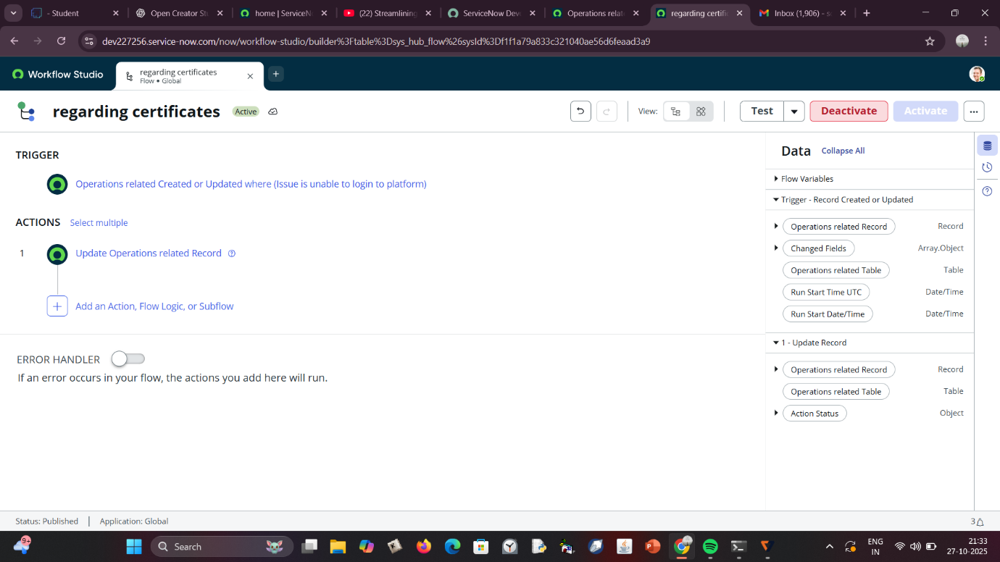 - Student
Open Creator St
home | ServiceN
(22) Streamlining
ServiceNow Deve
Operations relat
regarding certific
Inbox (1,906) - s
dev227256.service-now.com/now/workflow-studio/builder%3Ftable%3Dsys_hub_flow%26sysId%3Df1f1a79a833c321040ae56d6feaad3a9
Workflow Studio
regarding certificates
Flow • Global
regarding certificates
Active
View:
Test
Deactivate
Activate
TRIGGER
Operations related Created or Updated where (Issue is unable to login to platform)
ACTIONS Select multiple
1 Update Operations related Record
Add an Action, Flow Logic, or Subflow
ERROR HANDLER
If an error occurs in your flow, the actions you add here will run.
Data Collapse All
Flow Variables
Trigger - Record Created or Updated
Operations related Record Record
Changed Fields Array.Object
Operations related Table Table
Run Start Time UTC Date/Time
Run Start Date/Time Date/Time
1 - Update Record
Operations related Record Record
Operations related Table Table
Action Status Object
Status: Published | Application: Global
3
9+
Search
ENG
IN
21:33
27-10-2025